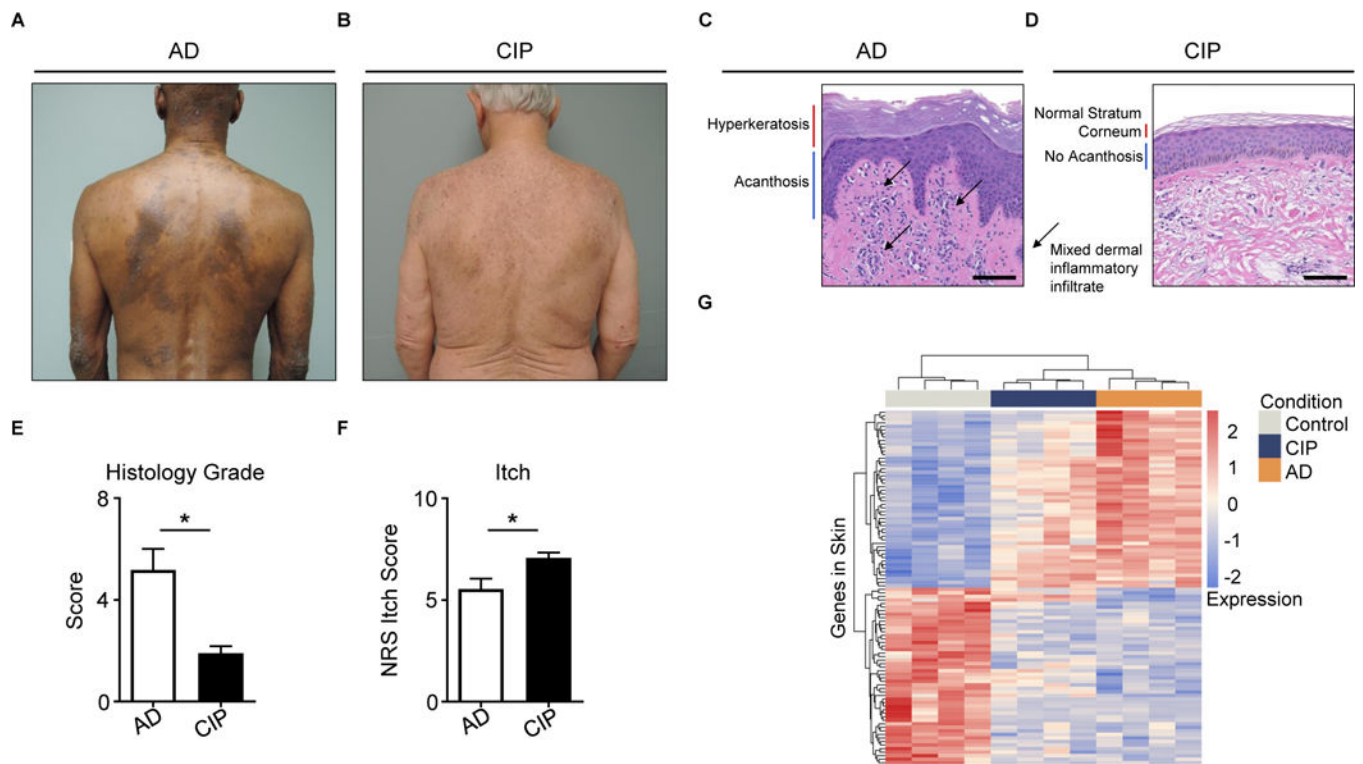 A
AD
B
CIP
C
AD
D
CIP
Hyperkeratosis
Acanthosis
Normal Stratum
Corneum
No Acanthosis
Mixed dermal
inflammatory
infiltrate
E
Histology Grade
8
4
0
Score
*
AD
CIP
F
Itch
10
5
0
NRS Itch Score
*
AD
CIP
G
Genes in Skin
2
1
0
-1
-2
Expression
Condition
Control
CIP
AD